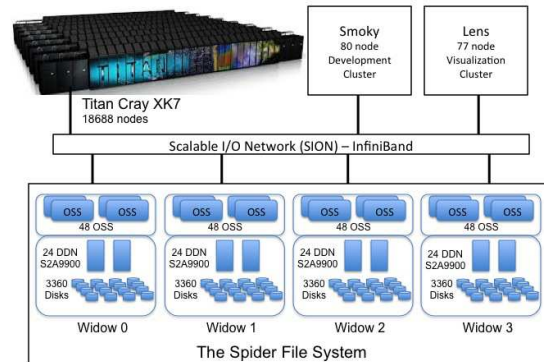 TITAN
Smoky
80 node
Development
Cluster
Lens
77 node
Visualization
Cluster
Titan Cray XK7
18688 nodes
Scalable I/O Network (SION) – InfiniBand
OSS OSS
48 OSS
24 DDN
S2A9900
3360
Disks
Widow 0
OSS OSS
48 OSS
24 DDN
S2A9900
3360
Disks
Widow 1
OSS OSS
48 OSS
24 DDN
S2A9900
3360
Disks
Widow 2
OSS OSS
48 OSS
24 DDN
S2A9900
3360
Disks
Widow 3
The Spider File System